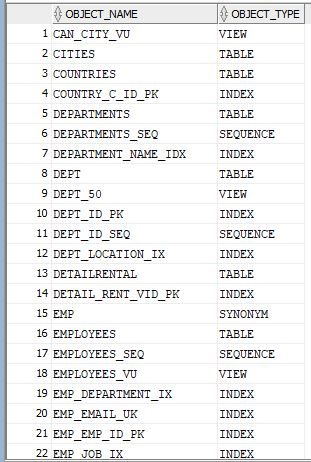 OBJECT_NAME OBJECT_TYPE
1 CAN_CITY_VU VIEW
2 CITIES TABLE
3 COUNTRIES TABLE
4 COUNTRY_C_ID_PK INDEX
5 DEPARTMENTS TABLE
6 DEPARTMENTS_SEQ SEQUENCE
7 DEPARTMENT_NAME_IDX INDEX
8 DEPT TABLE
9 DEPT_50 VIEW
10 DEPT_ID_PK INDEX
11 DEPT_ID_SEQ SEQUENCE
12 DEPT_LOCATION_IX INDEX
13 DETAILRENTAL TABLE
14 DETAIL_RENT_VID_PK INDEX
15 EMP SYNONYM
16 EMPLOYEES TABLE
17 EMPLOYEES_SEQ SEQUENCE
18 EMPLOYEES_VU VIEW
19 EMP_DEPARTMENT_IX INDEX
20 EMP_EMAIL_UK INDEX
21 EMP_EMP_ID_PK INDEX
22 EMP_JOB_IX INDEX